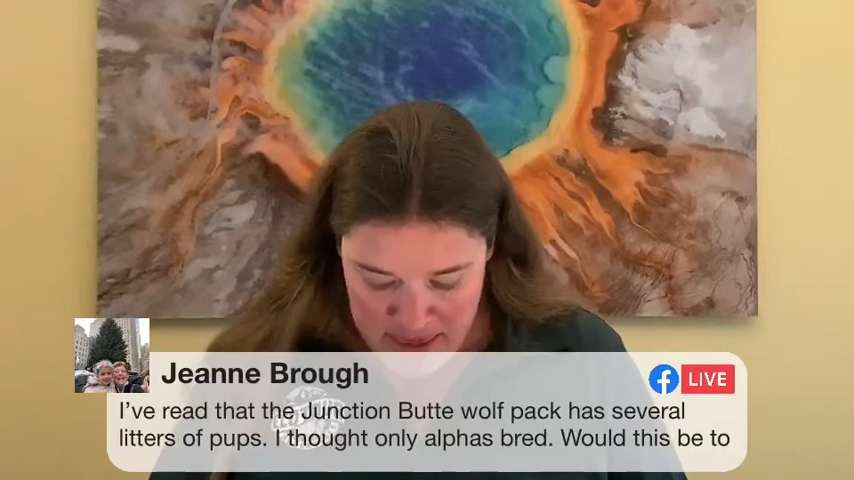 Jeanne Brough
LIVE
I've read that the Junction Butte wolf pack has several
litters of pups. I thought only alphas bred. Would this be to